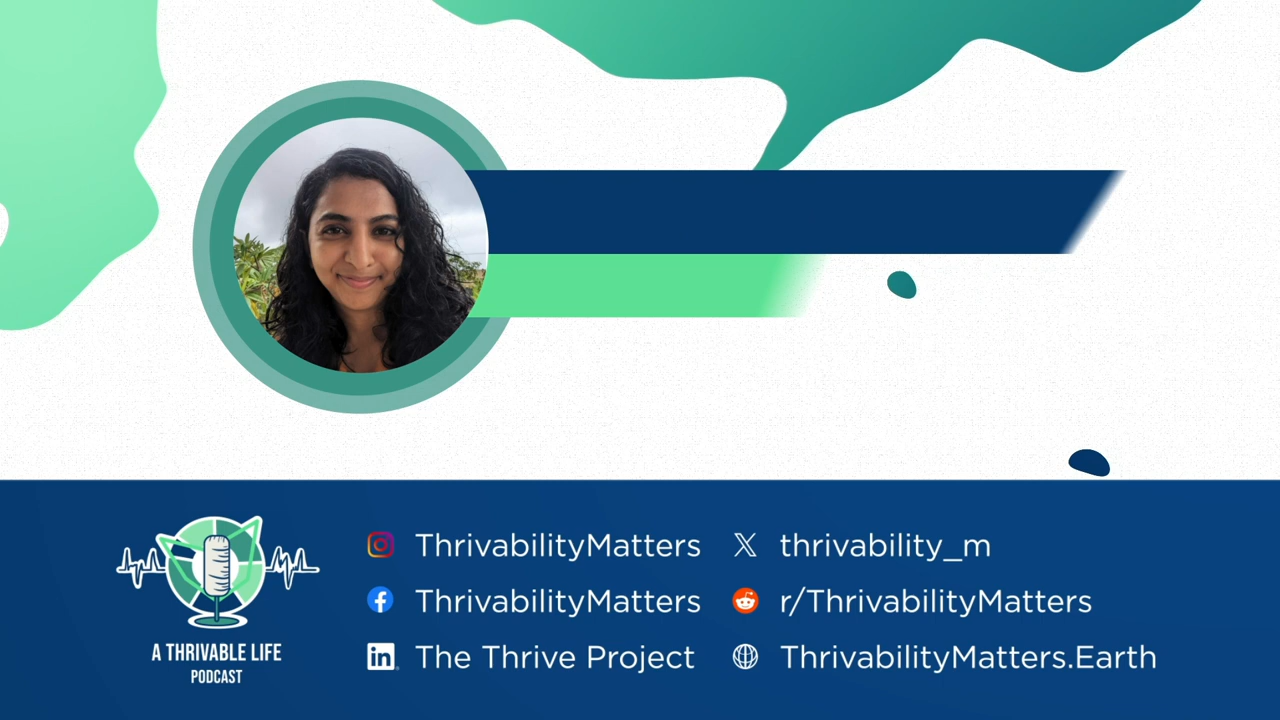 ThrivabilityMatters
thrivability_m
ThrivabilityMatters
r/ThrivabilityMatters
The Thrive Project
ThrivabilityMatters.Earth
A THRIVABLE LIFE
PODCAST